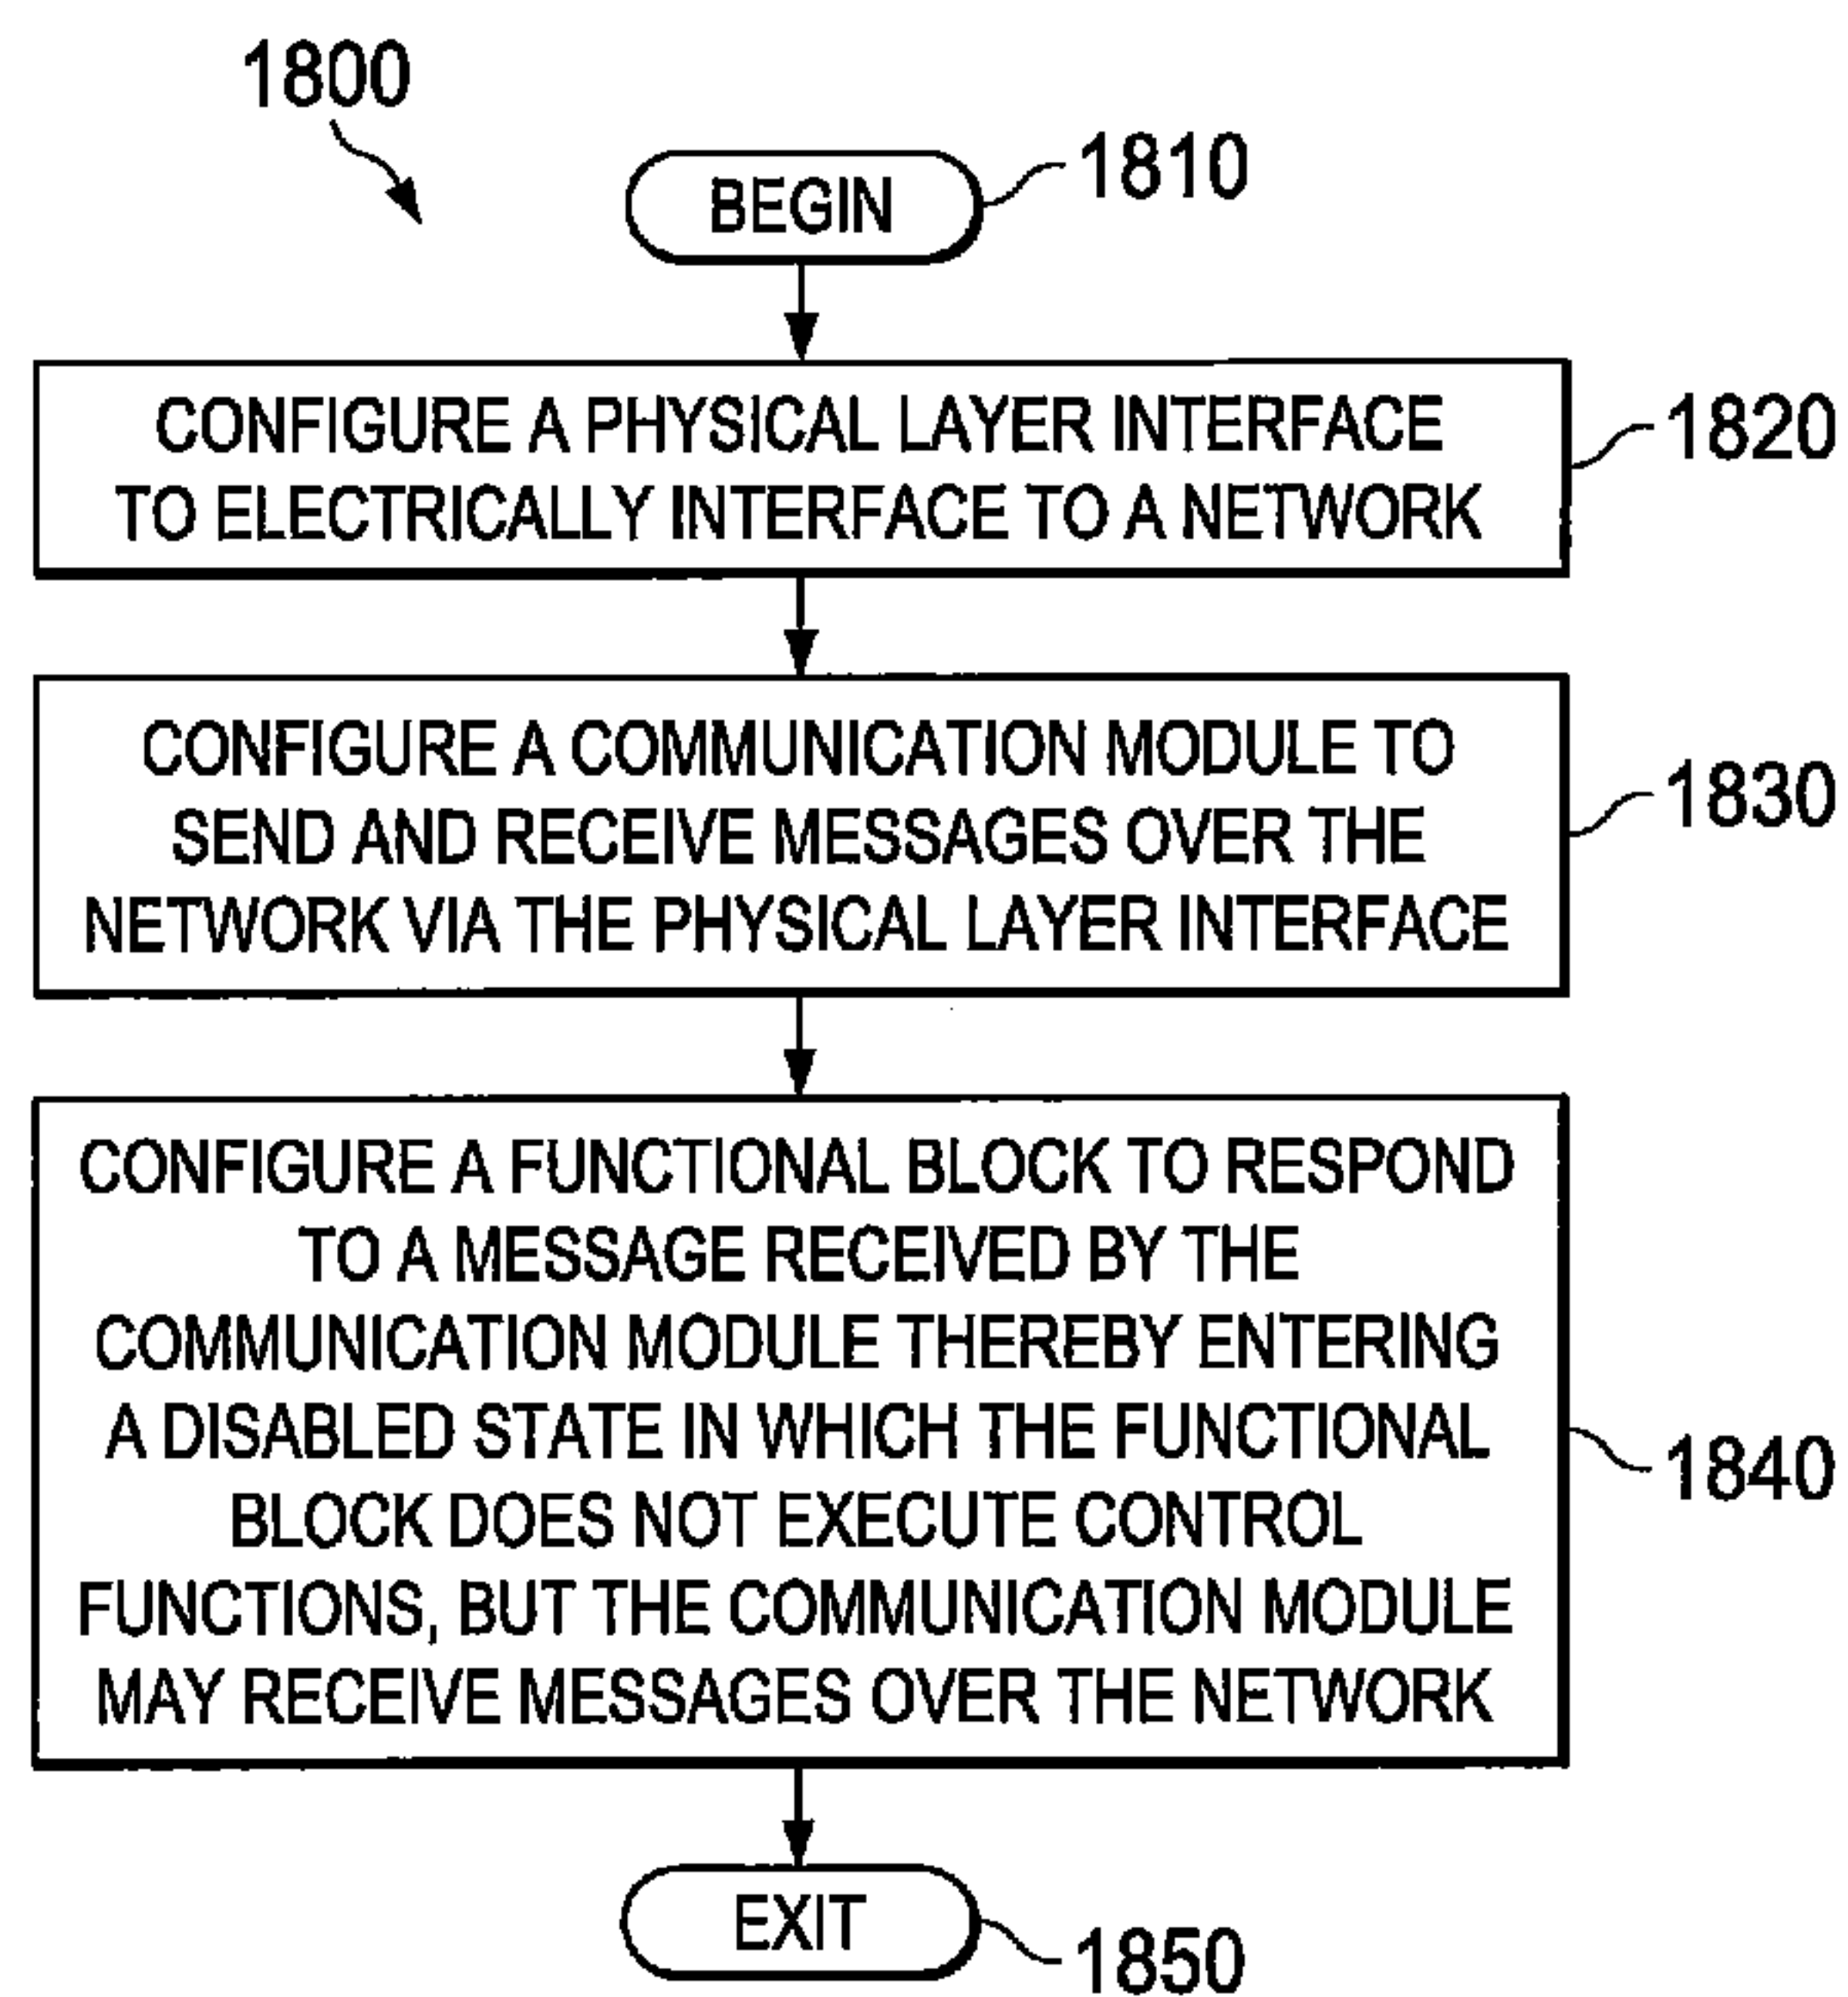 1800
BEGIN
1810
CONFIGURE A PHYSICAL LAYER INTERFACE
TO ELECTRICALLY INTERFACE TO A NETWORK
1820
CONFIGURE A COMMUNICATION MODULE TO
SEND AND RECEIVE MESSAGES OVER THE
NETWORK VIA THE PHYSICAL LAYER INTERFACE
1830
CONFIGURE A FUNCTIONAL BLOCK TO RESPOND
TO A MESSAGE RECEIVED BY THE
COMMUNICATION MODULE THEREBY ENTERING
A DISABLED STATE IN WHICH THE FUNCTIONAL
BLOCK DOES NOT EXECUTE CONTROL
FUNCTIONS, BUT THE COMMUNICATION MODULE
MAY RECEIVE MESSAGES OVER THE NETWORK
1840
EXIT
1850